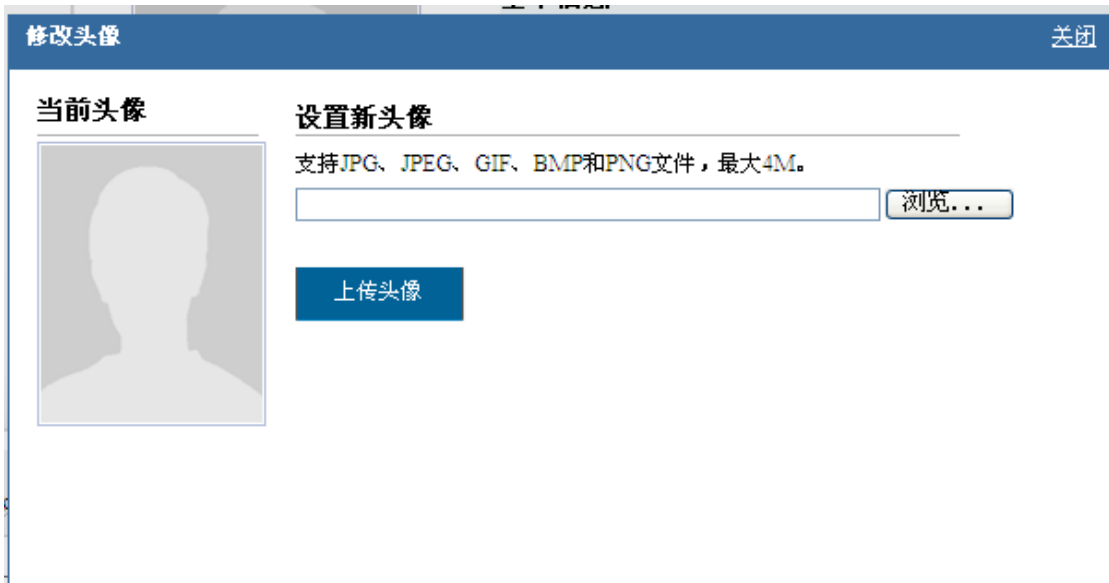 修改头像
关闭
当前头像
设置新头像
支持JPG、JPEG、GIF、BMP和PNG文件，最大4M。
浏览...
上传头像